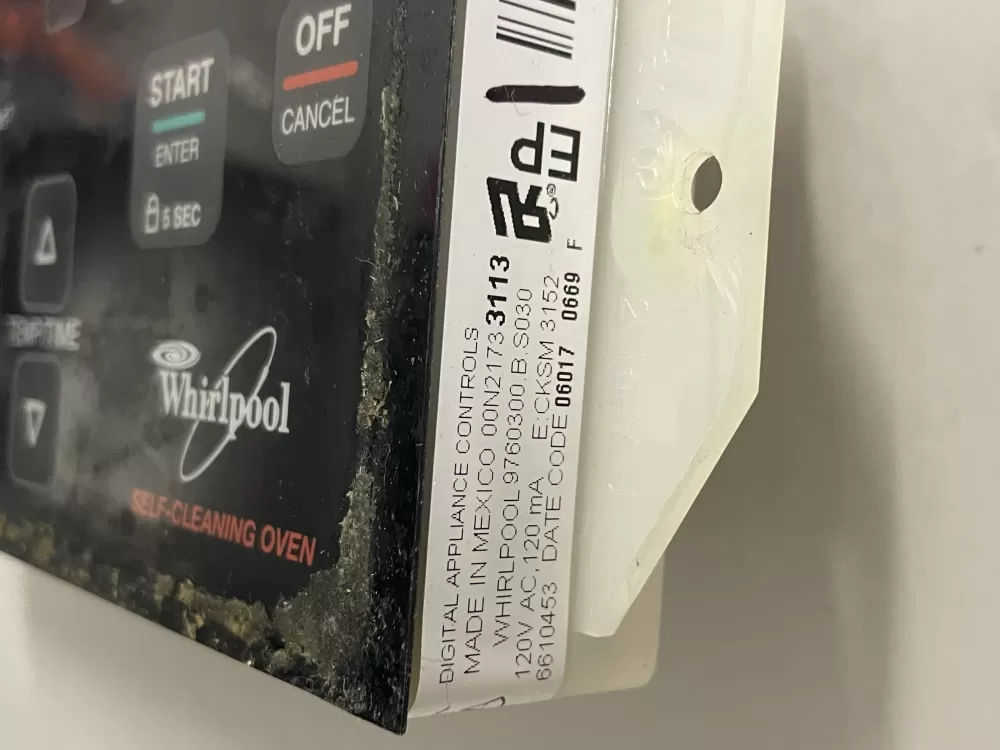 OFF
CANCEL
START
ENTER
5 SEC
TEMP/TIME
Whirlpool
SELF-CLEANING OVEN
DIGITAL APPLIANCE CONTROLS
MADE IN MEXICO 00N2173 3113
WHIRLPOOL 9760300.B.S030
120V AC, 120 mA E:CKSM 3152
6610453 DATE CODE 06017 0669 F